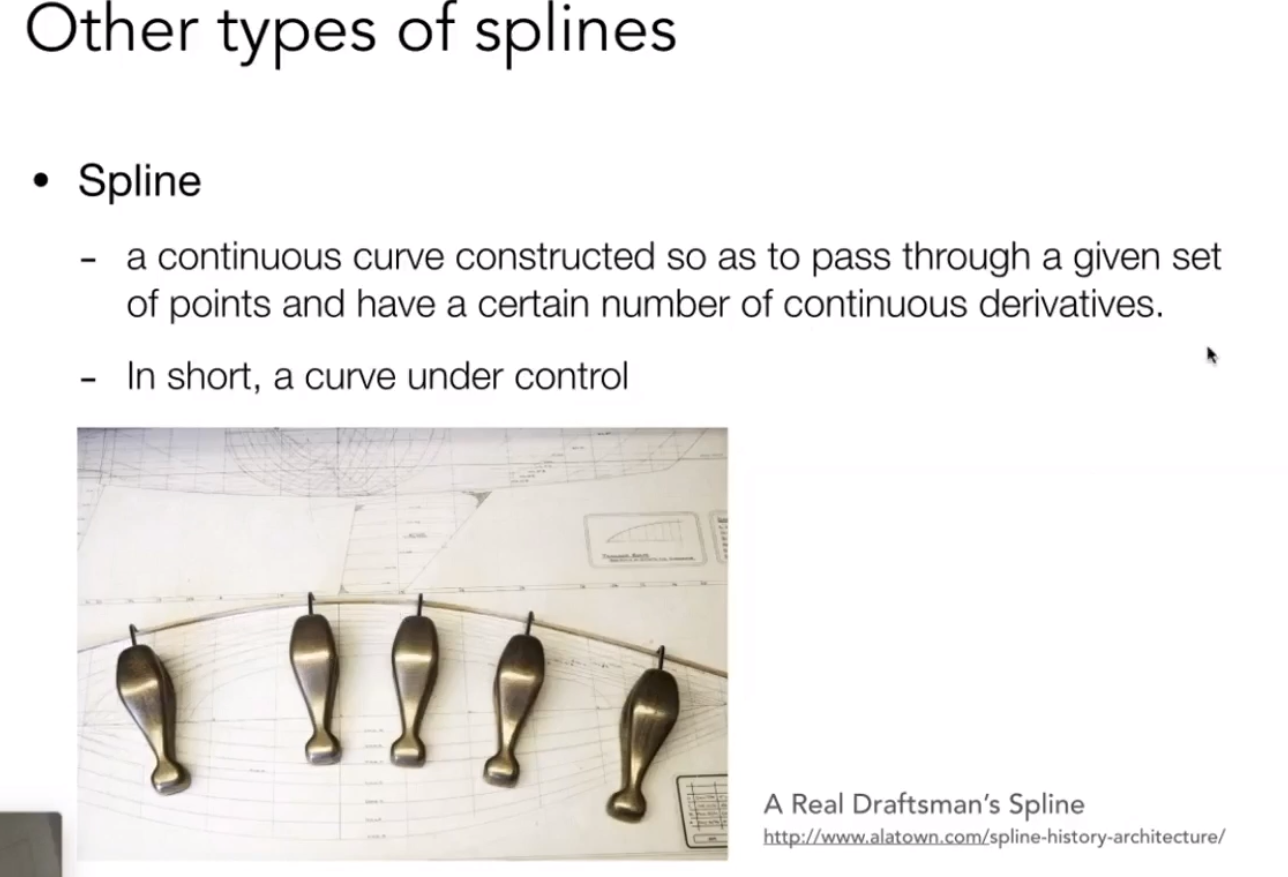 Other types of splines
• Spline
- a continuous curve constructed so as to pass through a given set
of points and have a certain number of continuous derivatives.
- In short, a curve under control
A Real Draftsman's Spline
http://www.alatown.com/spline-history-architecture/